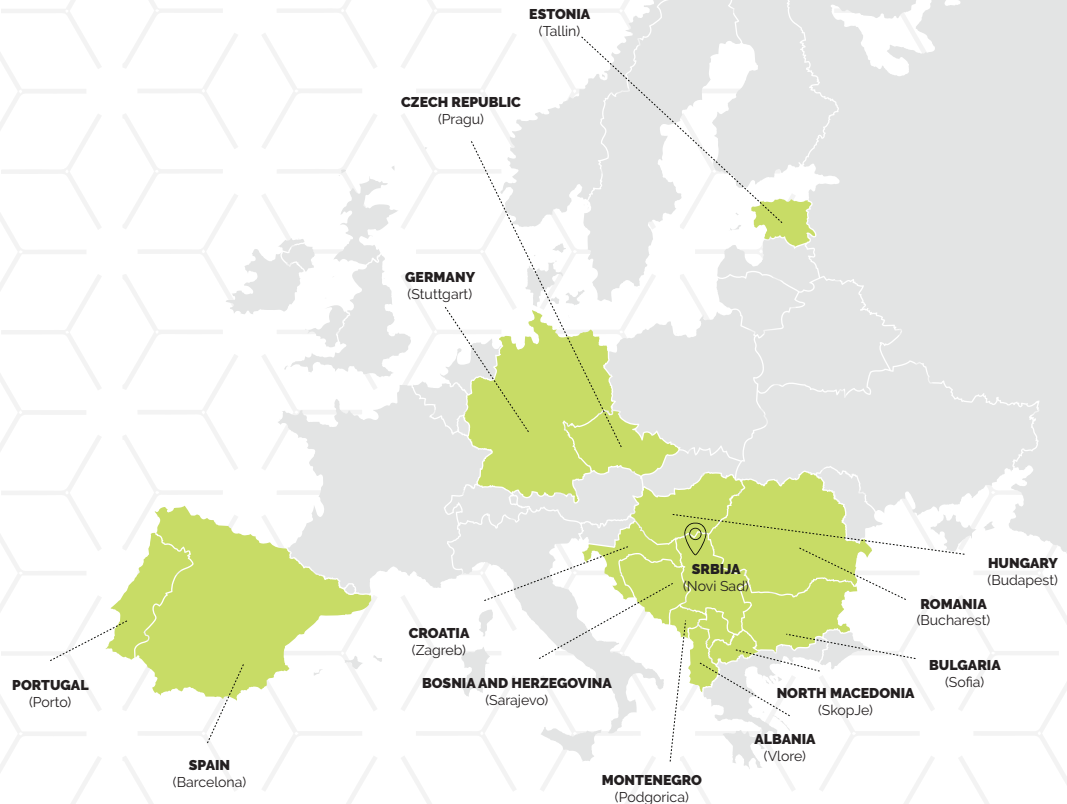 ESTONIA
(Tallin)
CZECH REPUBLIC
(Pragu)
GERMANY
(Stuttgart)
HUNGARY
(Budapest)
SRBIJA
(Novi Sad)
ROMANIA
(Bucharest)
CROATIA
(Zagreb)
BULGARIA
(Sofia)
BOSNIA AND HERZEGOVINA
(Sarajevo)
PORTUGAL
(Porto)
NORTH MACEDONIA
(SkopJe)
ALBANIA
(Vlore)
SPAIN
(Barcelona)
MONTENEGRO
(Podgorica)